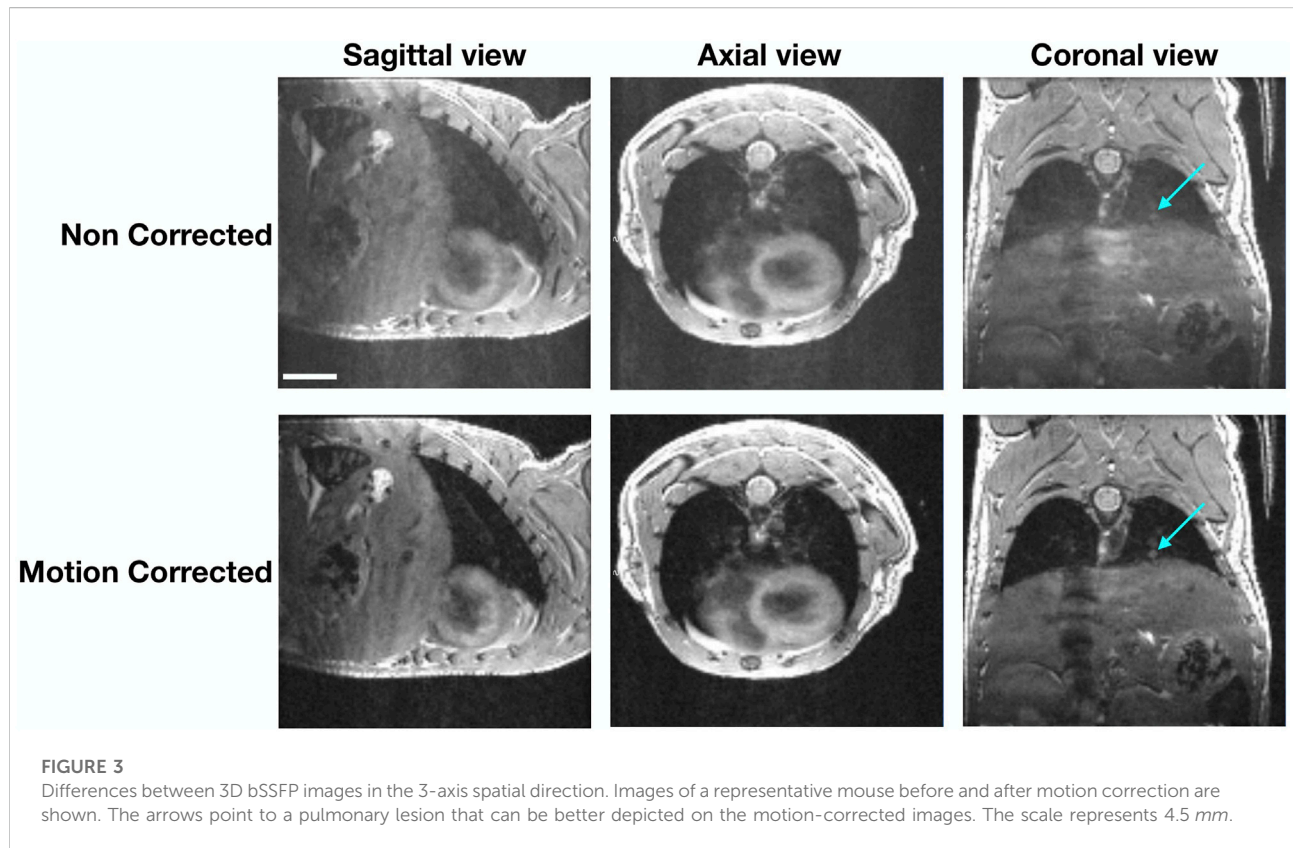 Sagittal view Axial view Coronal view
Non Corrected
Motion Corrected
FIGURE 3
Differences between 3D bSSFP images in the 3-axis spatial direction. Images of a representative mouse before and after motion correction are
shown. The arrows point to a pulmonary lesion that can be better depicted on the motion-corrected images. The scale represents 4.5 mm.